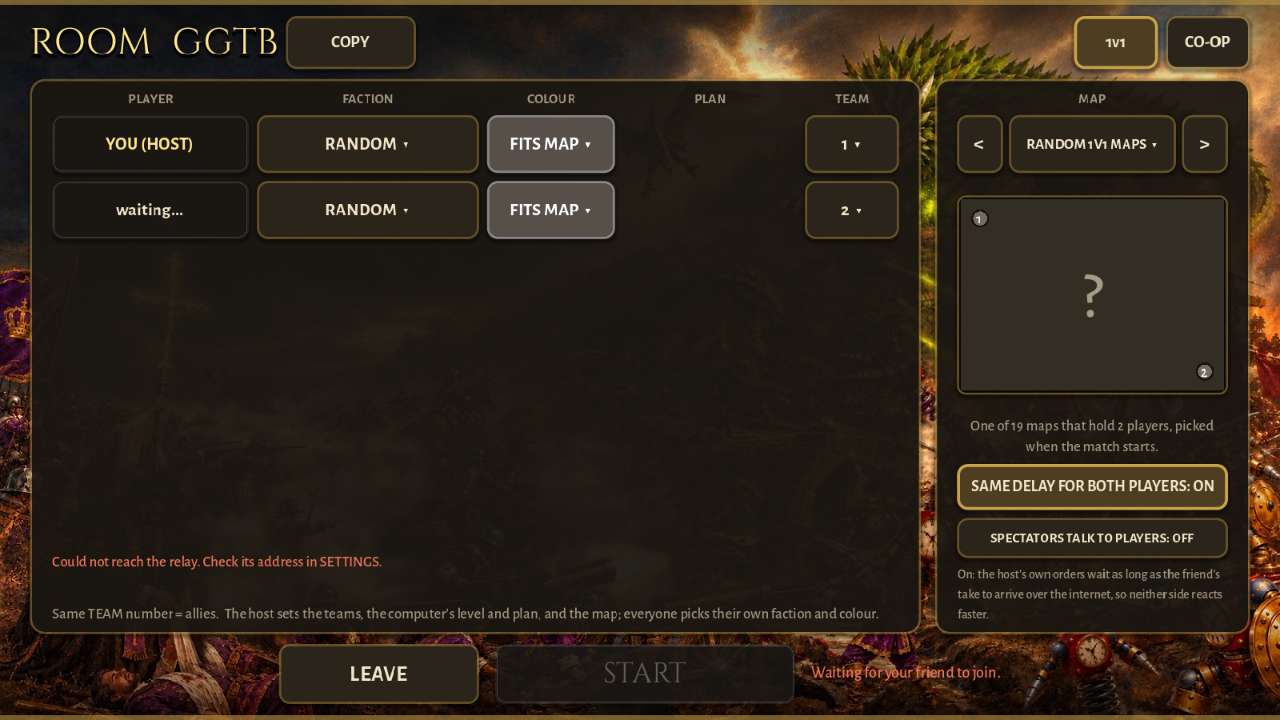 ROOM GGTB
COPY
1v1
CO-OP
PLAYER
FACTION
COLOUR
PLAN
TEAM
YOU (HOST)
RANDOM
FITS MAP
1
waiting...
RANDOM
FITS MAP
2
Could not reach the relay. Check its address in SETTINGS.
Same TEAM number = allies. The host sets the teams, the computer's level and plan, and the map; everyone picks their own faction and colour.
MAP
<
RANDOM 1V1 MAPS
>
1
?
2
One of 19 maps that hold 2 players, picked
when the match starts.
SAME DELAY FOR BOTH PLAYERS: ON
SPECTATORS TALK TO PLAYERS: OFF
On: the host's own orders wait as long as the friend's
take to arrive over the internet, so neither side reacts
faster.
LEAVE
START
Waiting for your friend to join.